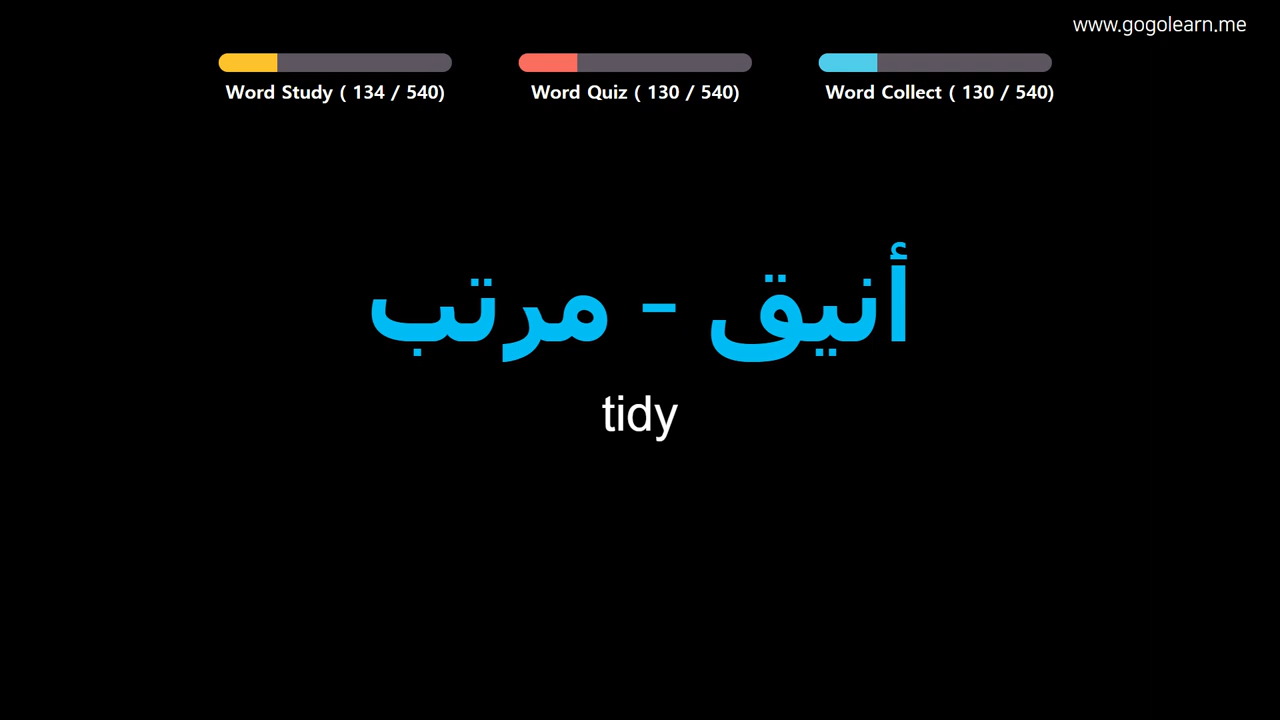 www.gogolearn.me
Word Study ( 134 / 540)
Word Quiz ( 130 / 540)
Word Collect ( 130 / 540)
أنيق - مرتب
tidy